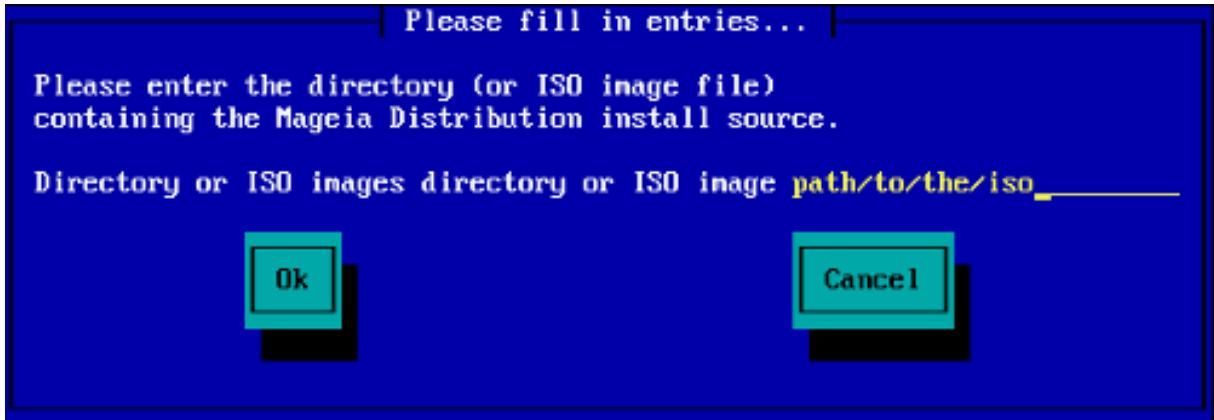 Please fill in entries...
Please enter the directory (or ISO image file)
containing the Mageia Distribution install source.
Directory or ISO images directory or ISO image path/to/the/iso_
Ok
Cancel